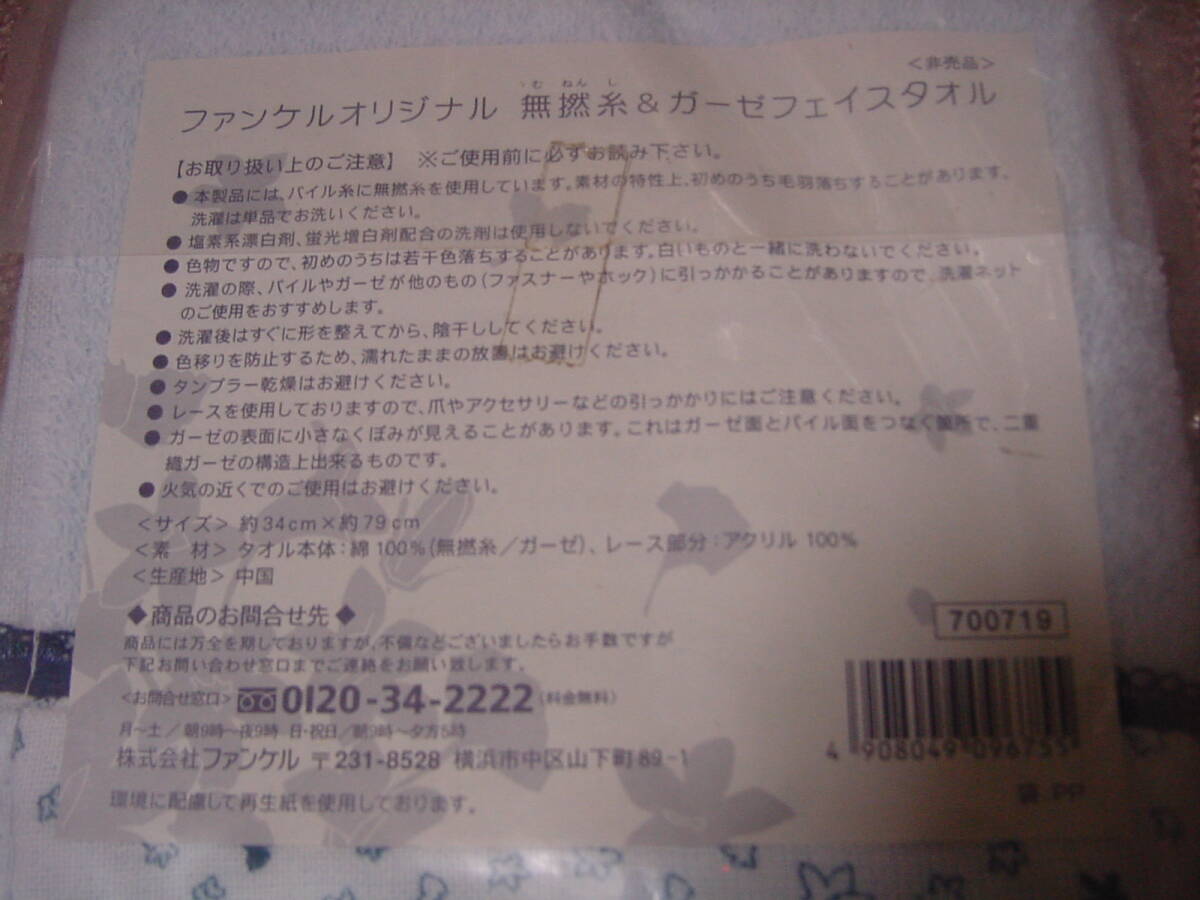 ＜非売品＞
む ねん し
ファンケルオリジナル 無撚糸＆ガーゼフェイスタオル
【お取り扱い上のご注意】 ※ご使用前に必ずお読み下さい。
●本製品には、パイル糸に無撚糸を使用しています。素材の特性上、初めのうち毛羽落ちすることがあります。
洗濯は単品でお洗いください。
●塩素系漂白剤、蛍光増白剤配合の洗剤は使用しないでください。
●色物ですので、初めのうちは若干色落ちすることがあります。白いものと一緒に洗わないでください。
●洗濯の際、パイルやガーゼが他のもの（ファスナーやホック）に引っかかることがありますので、洗濯ネット
のご使用をおすすめします。
●洗濯後はすぐに形を整えてから、陰干ししてください。
●色移りを防止するため、濡れたままの放置はお避けください。
●タンブラー乾燥はお避けください。
●レースを使用しておりますので、爪やアクセサリーなどの引っかかりにはご注意ください。
●ガーゼの表面に小さなくぼみが見えることがあります。これはガーゼ面とパイル面をつなぐ箇所で、二重
織ガーゼの構造上出来るものです。
●火気の近くでのご使用はお避けください。
＜サイズ＞ 約34cm×約79cm
＜素　材＞ タオル本体：綿100％（無撚糸／ガーゼ）、レース部分：アクリル 100％
＜生産地＞ 中国
◆商品のお問合せ先◆
商品には万全を期しておりますが、不備などございましたらお手数ですが
下記お問い合わせ窓口までご連絡をお願い致します。
＜お問合せ窓口＞ 0120-34-2222（料金無料）
月～土／朝9時～夜9時 日・祝日／朝9時～夕方5時
株式会社ファンケル 〒231-8528 横浜市中区山下町89-1
環境に配慮して再生紙を使用しております。
700719
4 908049 096755
袋：PP